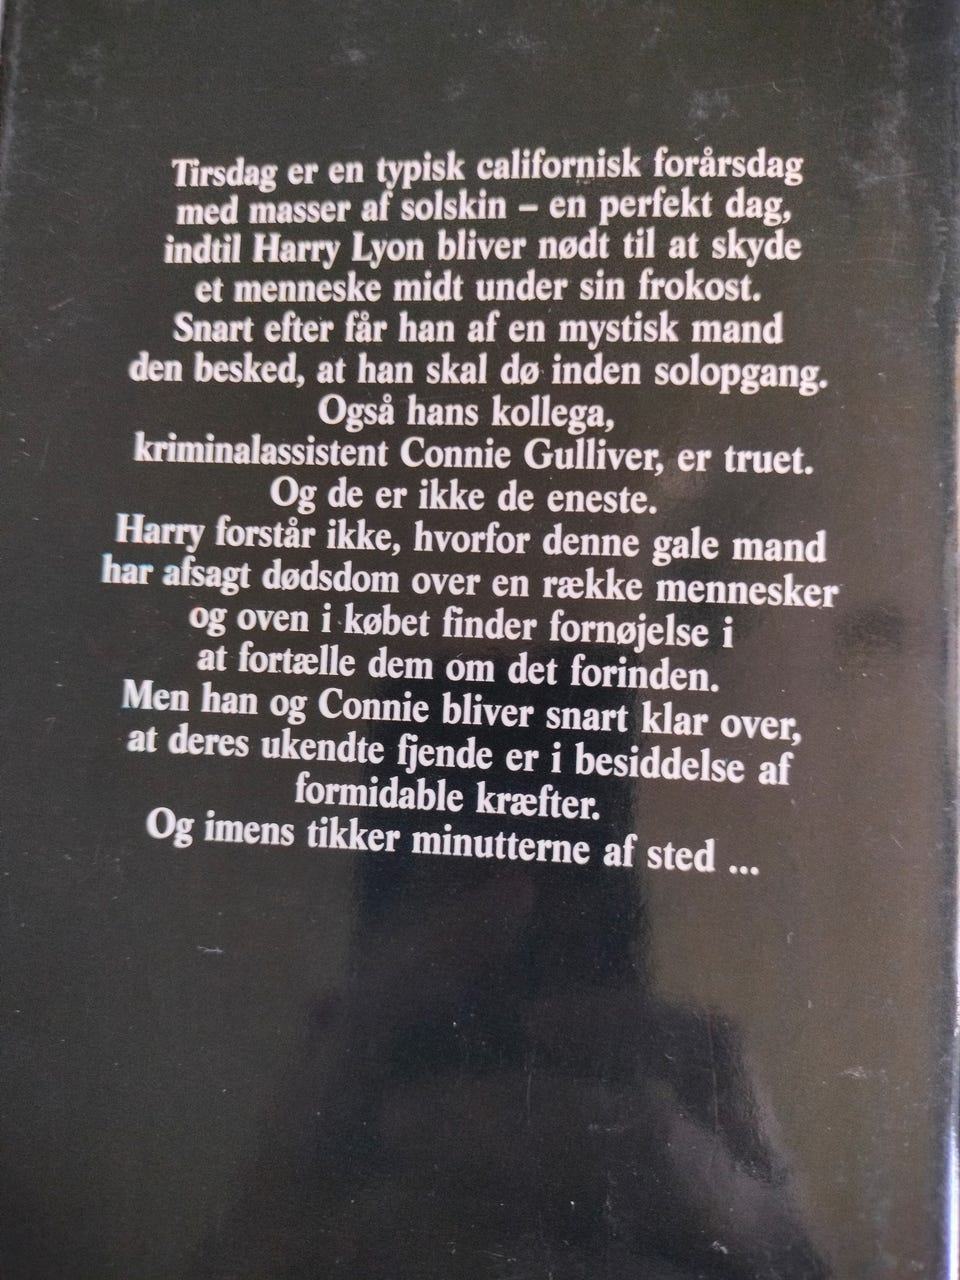 Tirsdag er en typisk californisk forårsdag
med masser af solskin – en perfekt dag,
indtil Harry Lyon bliver nødt til at skyde
et menneske midt under sin frokost.
Snart efter får han af en mystisk mand
den besked, at han skal dø inden solopgang.
Også hans kollega,
kriminalassistent Connie Gulliver, er truet.
Og de er ikke de eneste.
Harry forstår ikke, hvorfor denne gale mand
har afsagt dødsdom over en række mennesker
og oven i købet finder fornøjelse i
at fortælle dem om det forinden.
Men han og Connie bliver snart klar over,
at deres ukendte fjende er i besiddelse af
formidable kræfter.
Og imens tikker minutterne af sted ...